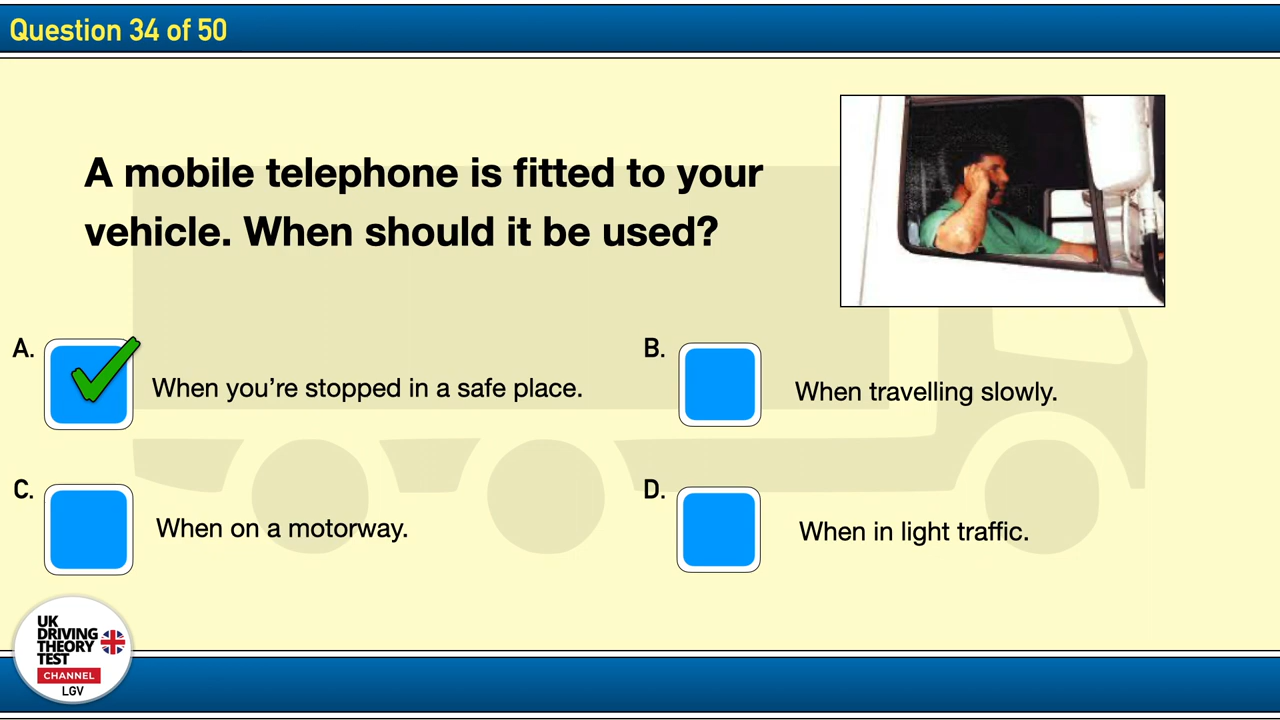 Question 34 of 50
A mobile telephone is fitted to your
vehicle. When should it be used?
A.
When you’re stopped in a safe place.
B.
When travelling slowly.
C.
When on a motorway.
D.
When in light traffic.
UK
DRIVING
THEORY
TEST
CHANNEL
LGV